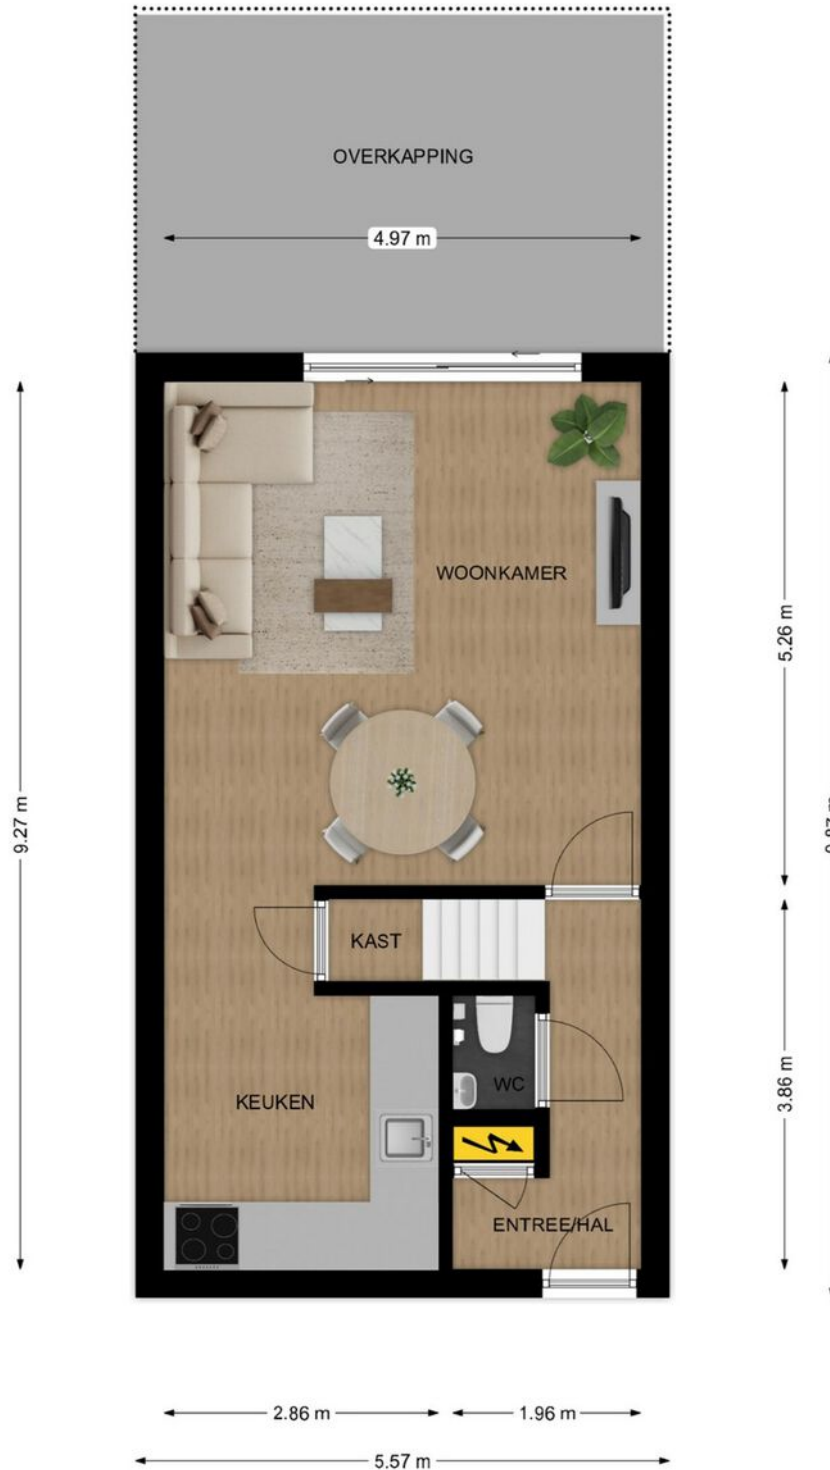 OVERKAPPING
4.97 m
WOONKAMER
5.26 m
9.27 m
KAST
3.86 m
KEUKEN
WC
ENTREE/HAL
2.86 m
1.96 m
5.57 m